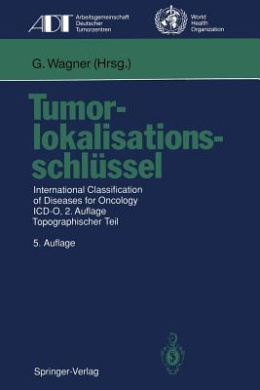 ADT
Arbeitsgemeinschaft
Deutscher
Tumorzentren
World
Health
Organization
G. Wagner (Hrsg.)
Tumor-
lokalisations-
schlüssel
International Classification
of Diseases for Oncology
ICD-O, 2. Auflage
Topographischer Teil
5. Auflage
Springer-Verlag